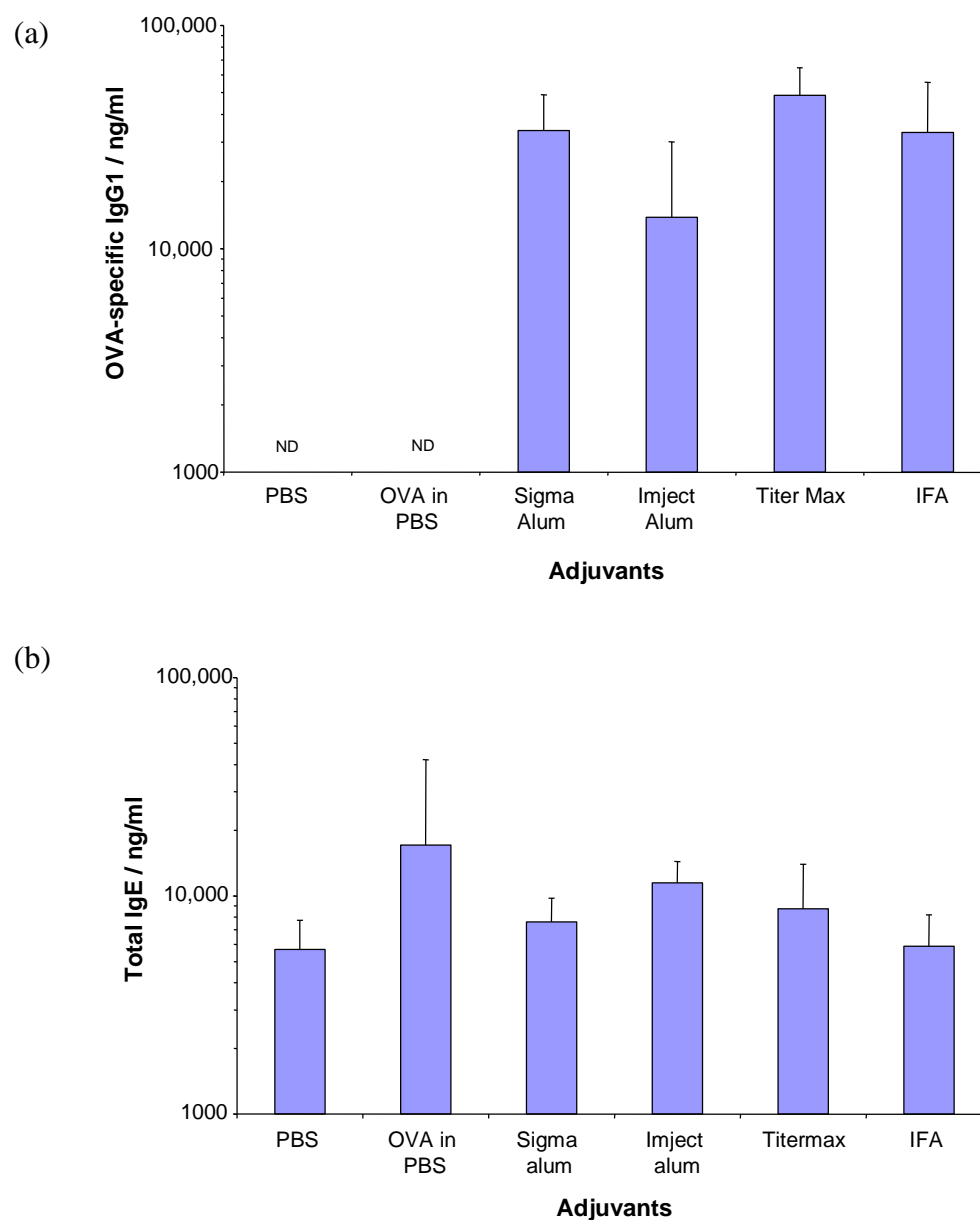 (a)
OVA-specific IgG1 / ng/ml
100,000
10,000
1000
ND
ND
PBS
OVA in
PBS
Sigma
Alum
Imject
Alum
Titer Max
IFA
Adjuvants
(b)
Total IgE / ng/ml
100,000
10,000
1000
PBS
OVA in
PBS
Sigma
alum
Imject
alum
Titermax
IFA
Adjuvants